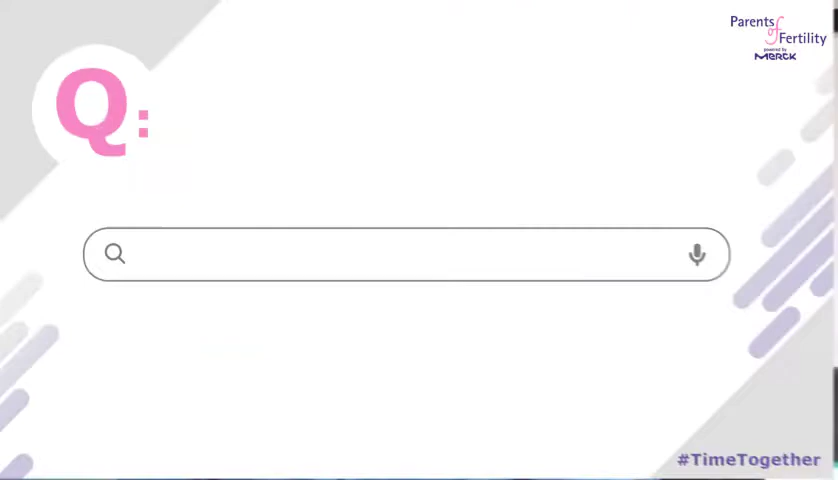 Parents
of
Fertility
powered by
MERCK
Q:
#TimeTogether